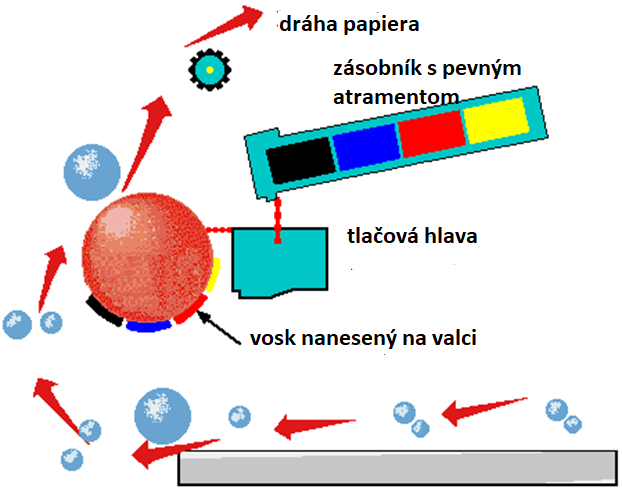 dráha papiera
zásobník s pevným
atramentom
tlačová hlava
vosk nanesený na valci